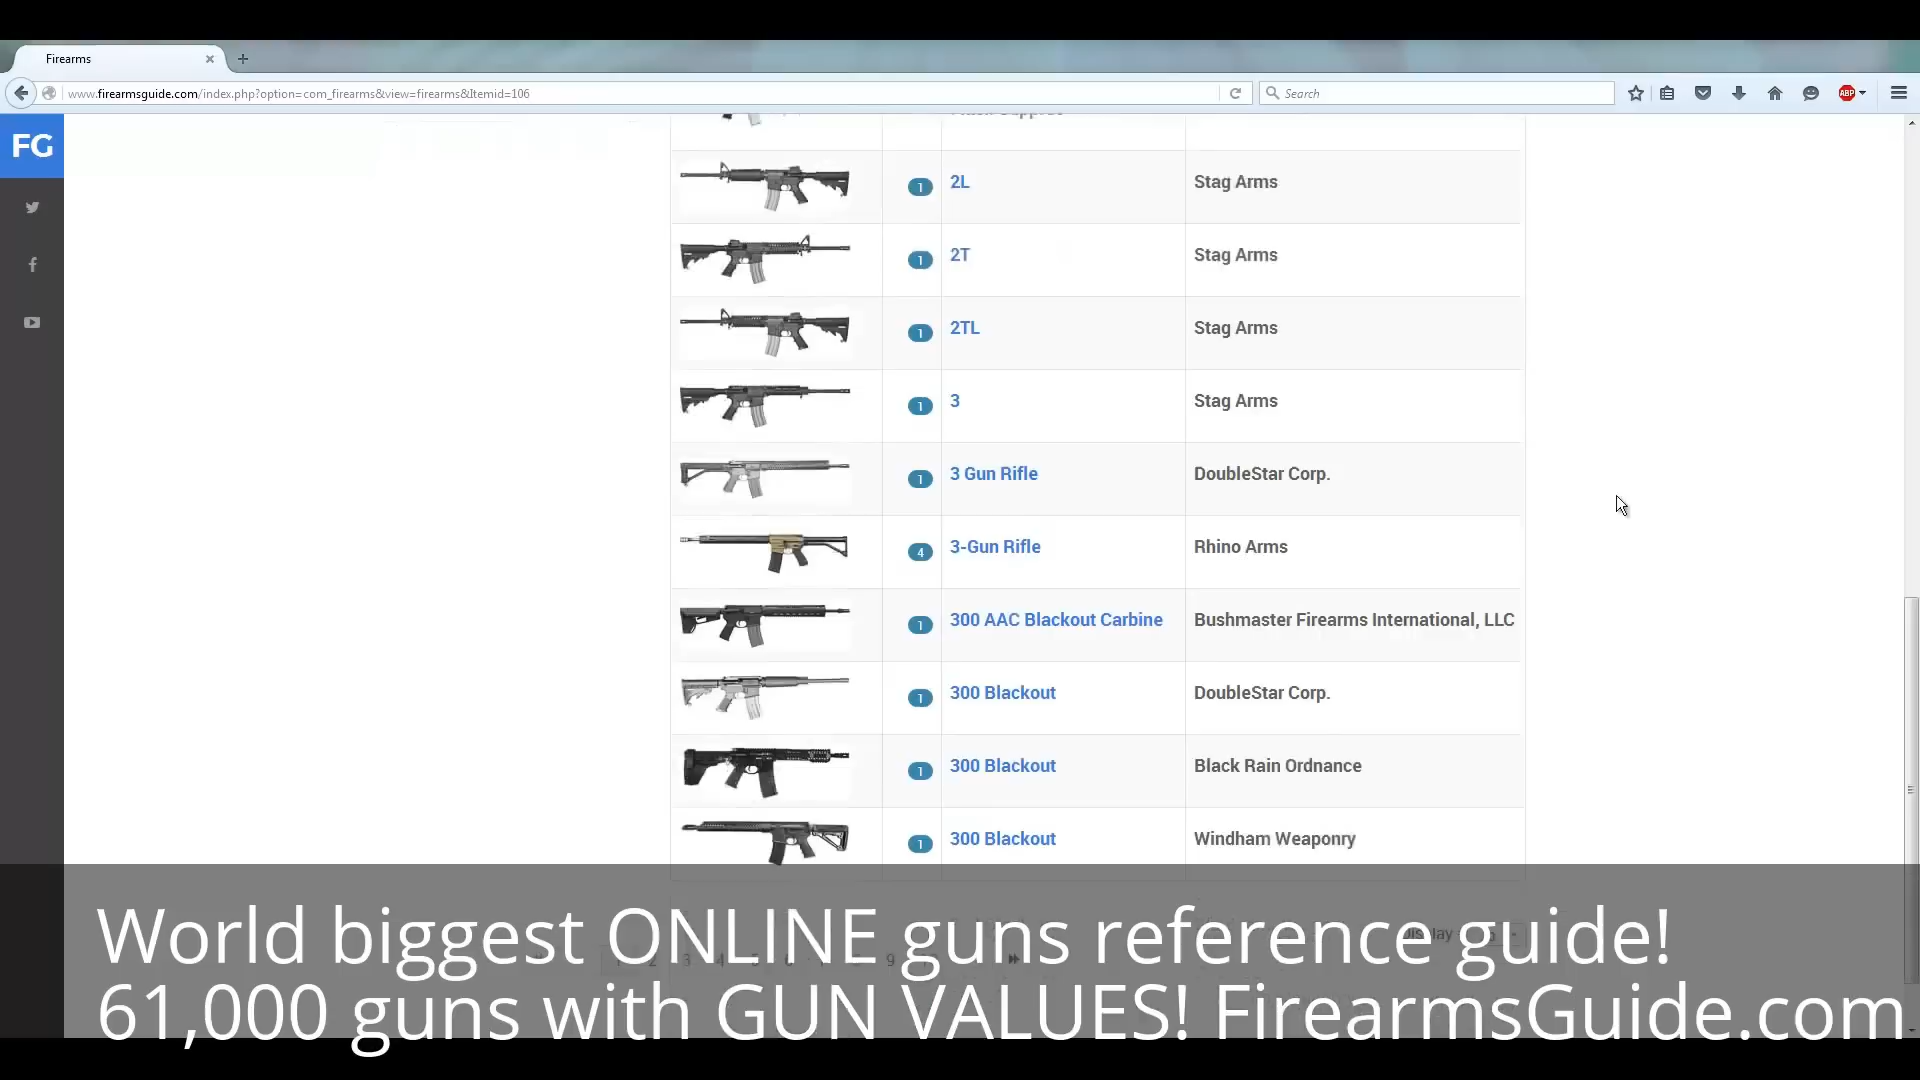 Firearms
www.firearmsguide.com/index.php?option=com_firearms&view=firearms&Itemid=106
Search
ABP
FG
1 2L Stag Arms
1 2T Stag Arms
1 2TL Stag Arms
1 3 Stag Arms
1 3 Gun Rifle DoubleStar Corp.
4 3-Gun Rifle Rhino Arms
1 300 AAC Blackout Carbine Bushmaster Firearms International, LLC
1 300 Blackout DoubleStar Corp.
1 300 Blackout Black Rain Ordnance
1 300 Blackout Windham Weaponry
Display
World biggest ONLINE guns reference guide!
61,000 guns with GUN VALUES! FirearmsGuide.com